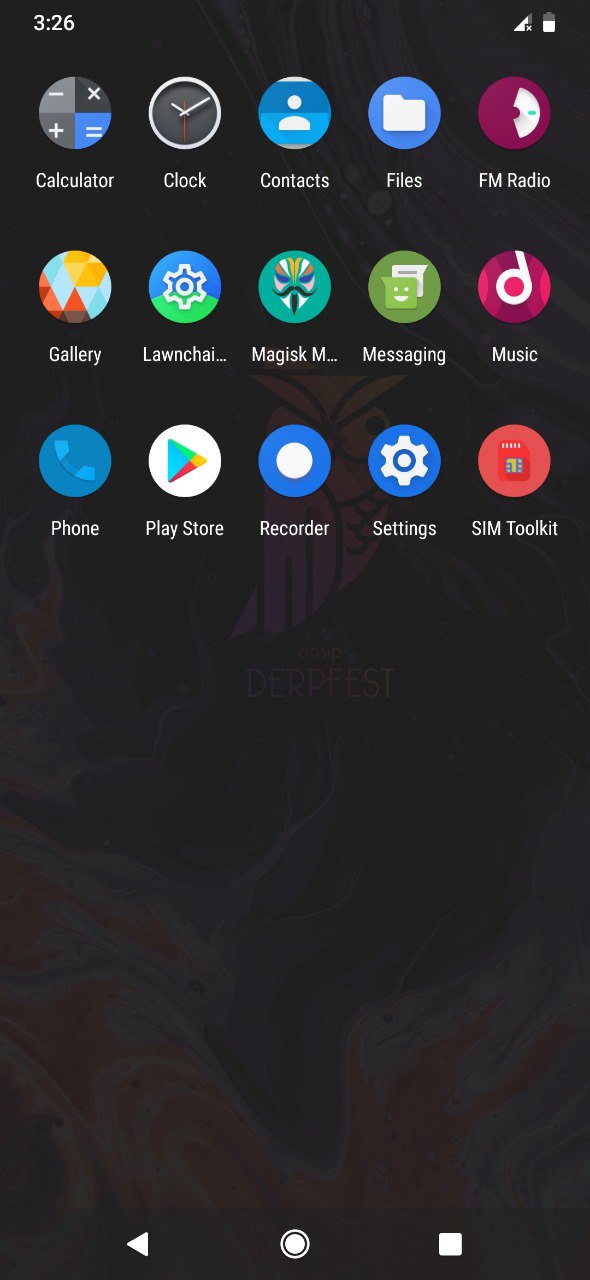 3:26
Calculator Clock Contacts Files FM Radio
Gallery Lawnchai... Magisk M... Messaging Music
Phone Play Store Recorder Settings SIM Toolkit
aosip
DERPFEST